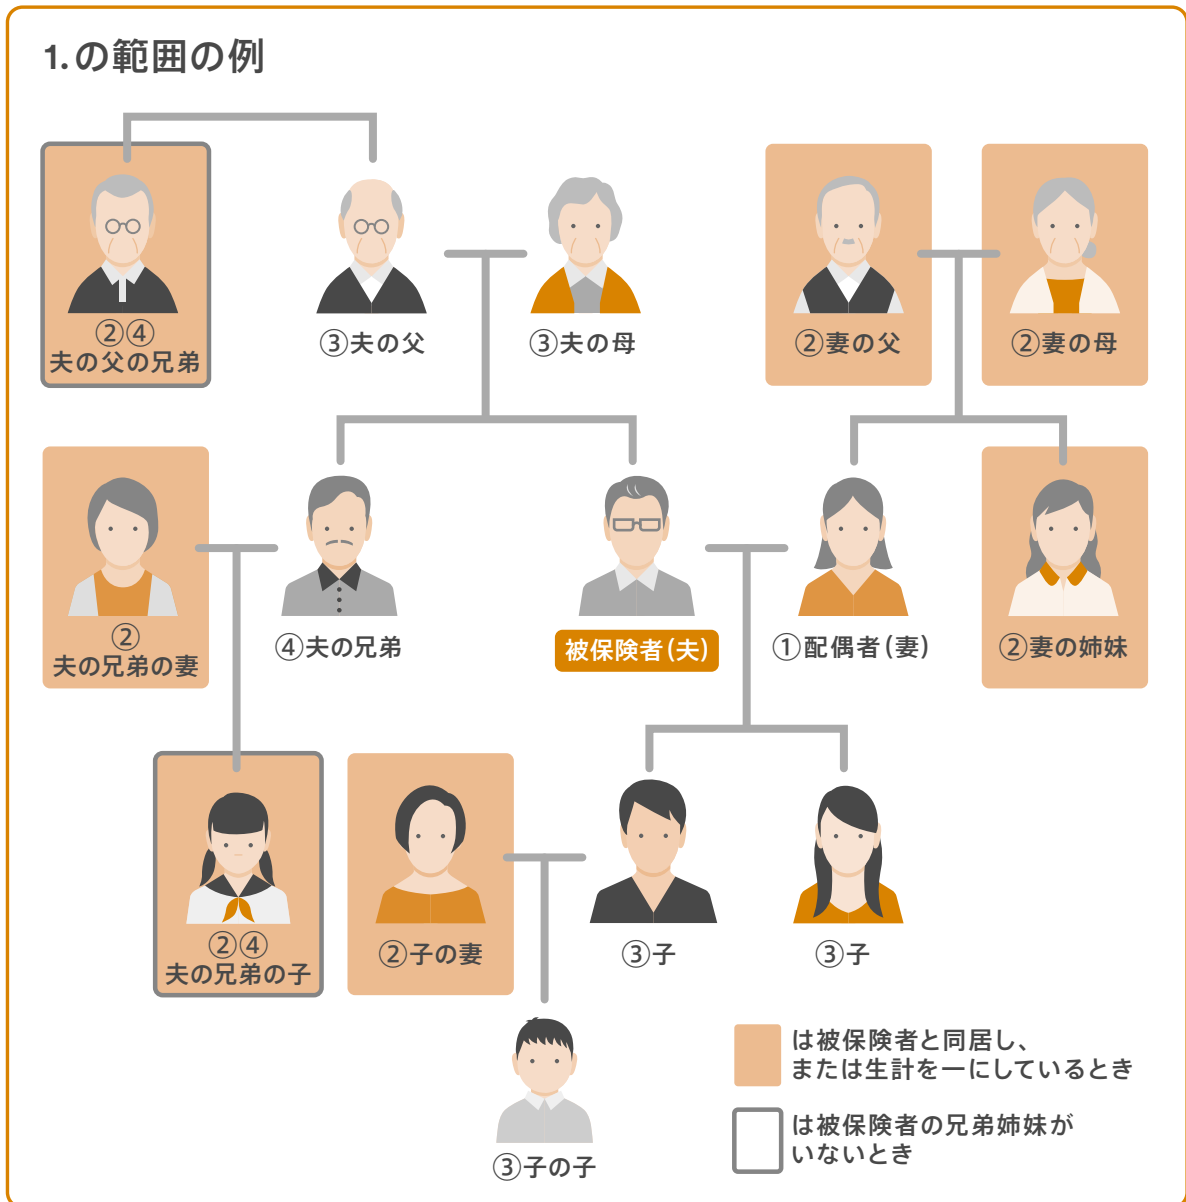 1.の範囲の例
②④
夫の父の兄弟
③夫の父
③夫の母
②妻の父
②妻の母
②
夫の兄弟の妻
④夫の兄弟
被保険者(夫)
①配偶者(妻)
②妻の姉妹
②④
夫の兄弟の子
②子の妻
③子
③子
③子の子
は被保険者と同居し、
または生計を一にしているとき
は被保険者の兄弟姉妹が
いないとき